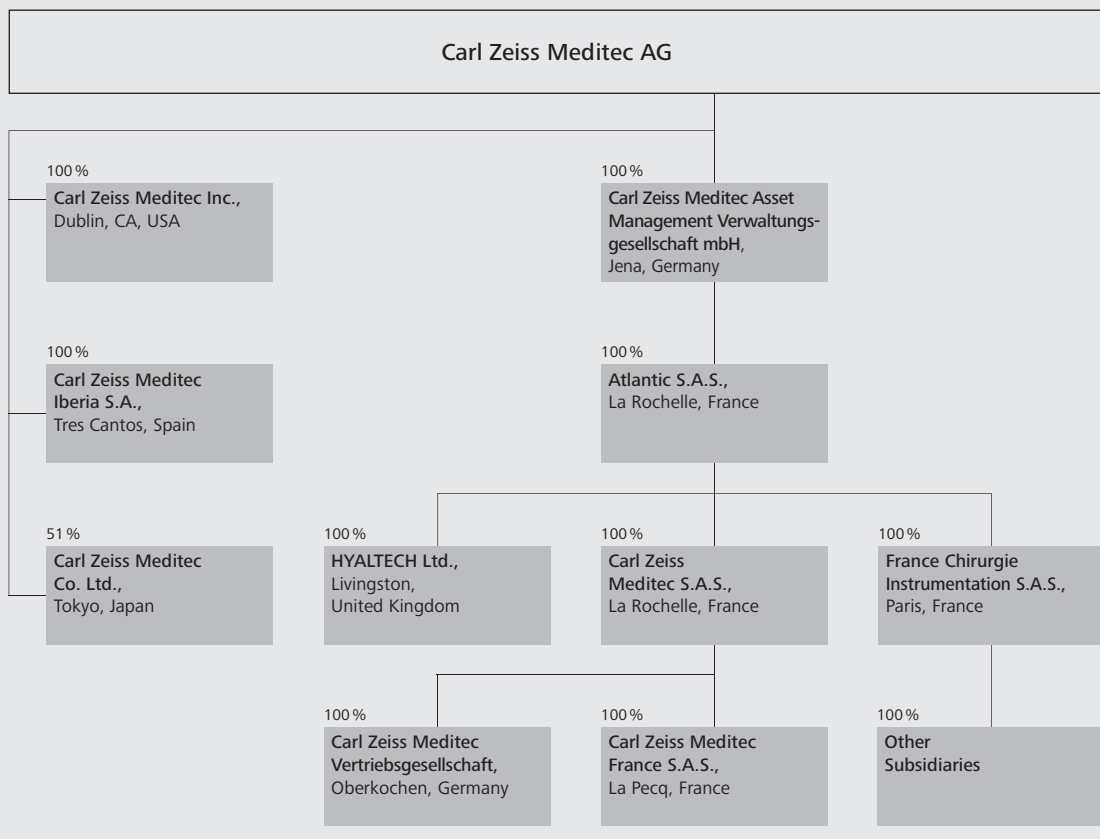 Carl Zeiss Meditec AG
100 %
Carl Zeiss Meditec Inc.,
Dublin, CA, USA
100 %
Carl Zeiss Meditec Asset
Management Verwaltungs-
gesellschaft mbH,
Jena, Germany
100 %
Carl Zeiss Meditec
Iberia S.A.,
Tres Cantos, Spain
100 %
Atlantic S.A.S.,
La Rochelle, France
51 %
Carl Zeiss Meditec
Co. Ltd.,
Tokyo, Japan
100 %
HYALTECH Ltd.,
Livingston,
United Kingdom
100 %
Carl Zeiss
Meditec S.A.S.,
La Rochelle, France
100 %
France Chirurgie
Instrumentation S.A.S.,
Paris, France
100 %
Carl Zeiss Meditec
Vertriebsgesellschaft,
Oberkochen, Germany
100 %
Carl Zeiss Meditec
France S.A.S.,
La Pecq, France
100 %
Other
Subsidiaries